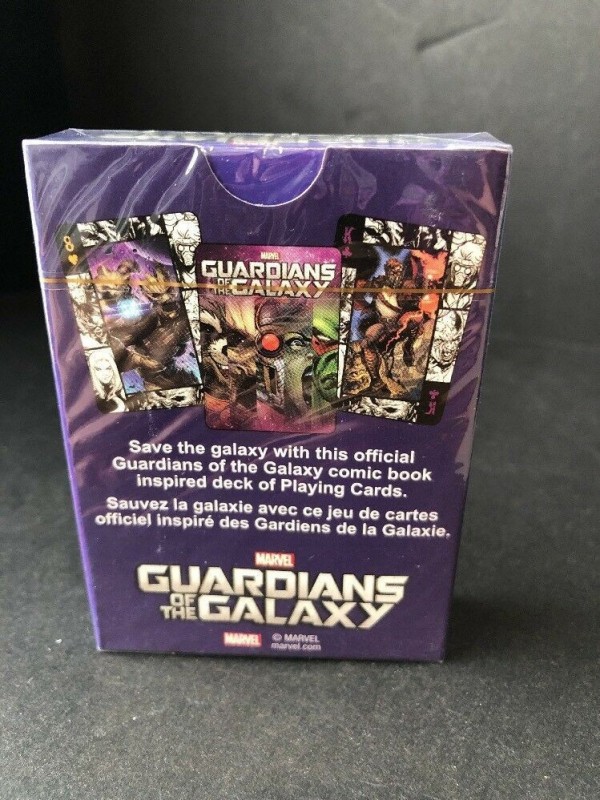 8
MARVEL
GUARDIANS
OF
THE GALAXY
K
K
Save the galaxy with this official
Guardians of the Galaxy comic book
inspired deck of Playing Cards.
Sauvez la galaxie avec ce jeu de cartes
officiel inspiré des Gardiens de la Galaxie.
MARVEL
GUARDIANS
OF
THE GALAXY
MARVEL © MARVEL
marvel.com